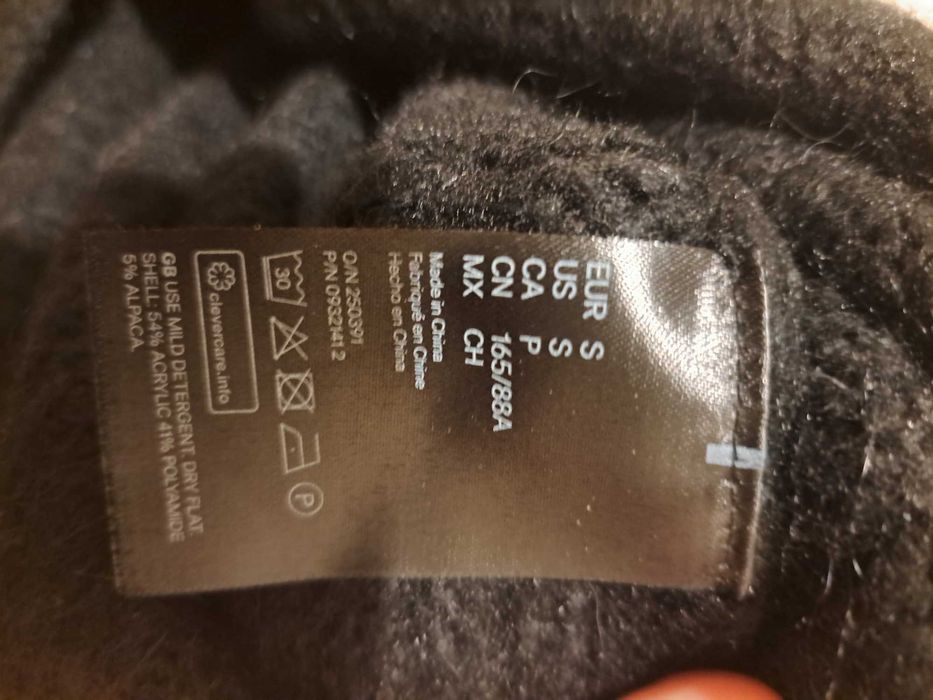 EUR S
US S
CA P
CN 165/88A
MX CH
Made in China
Fabriqué en Chine
Hecho en China
O/N 250391
P/N 0952141 2
30
P
clevercare.info
GB USE MILD DETERGENT. DRY FLAT.
SHELL: 54% ACRYLIC 41% POLYAMIDE
5% ALPACA.